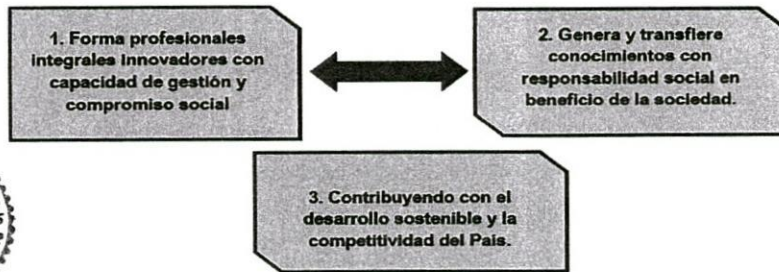 1. Forma profesionales
integrales innovadores con
capacidad de gestión y
compromiso social
2. Genera y transfiere
conocimientos con
responsabilidad social en
beneficio de la sociedad.
3. Contribuyendo con el
desarrollo sostenible y la
competitividad del Pais.